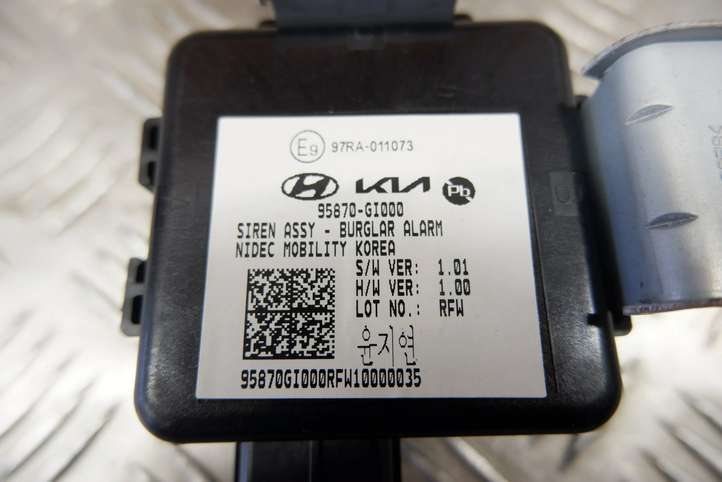 E9 97RA-011073
KIA Pb
95870-GI000
SIREN ASSY - BURGLAR ALARM
NIDEC MOBILITY KOREA
S/W VER: 1.01
H/W VER: 1.00
LOT NO.: RFW
윤지연
95870GI000RFW10000035